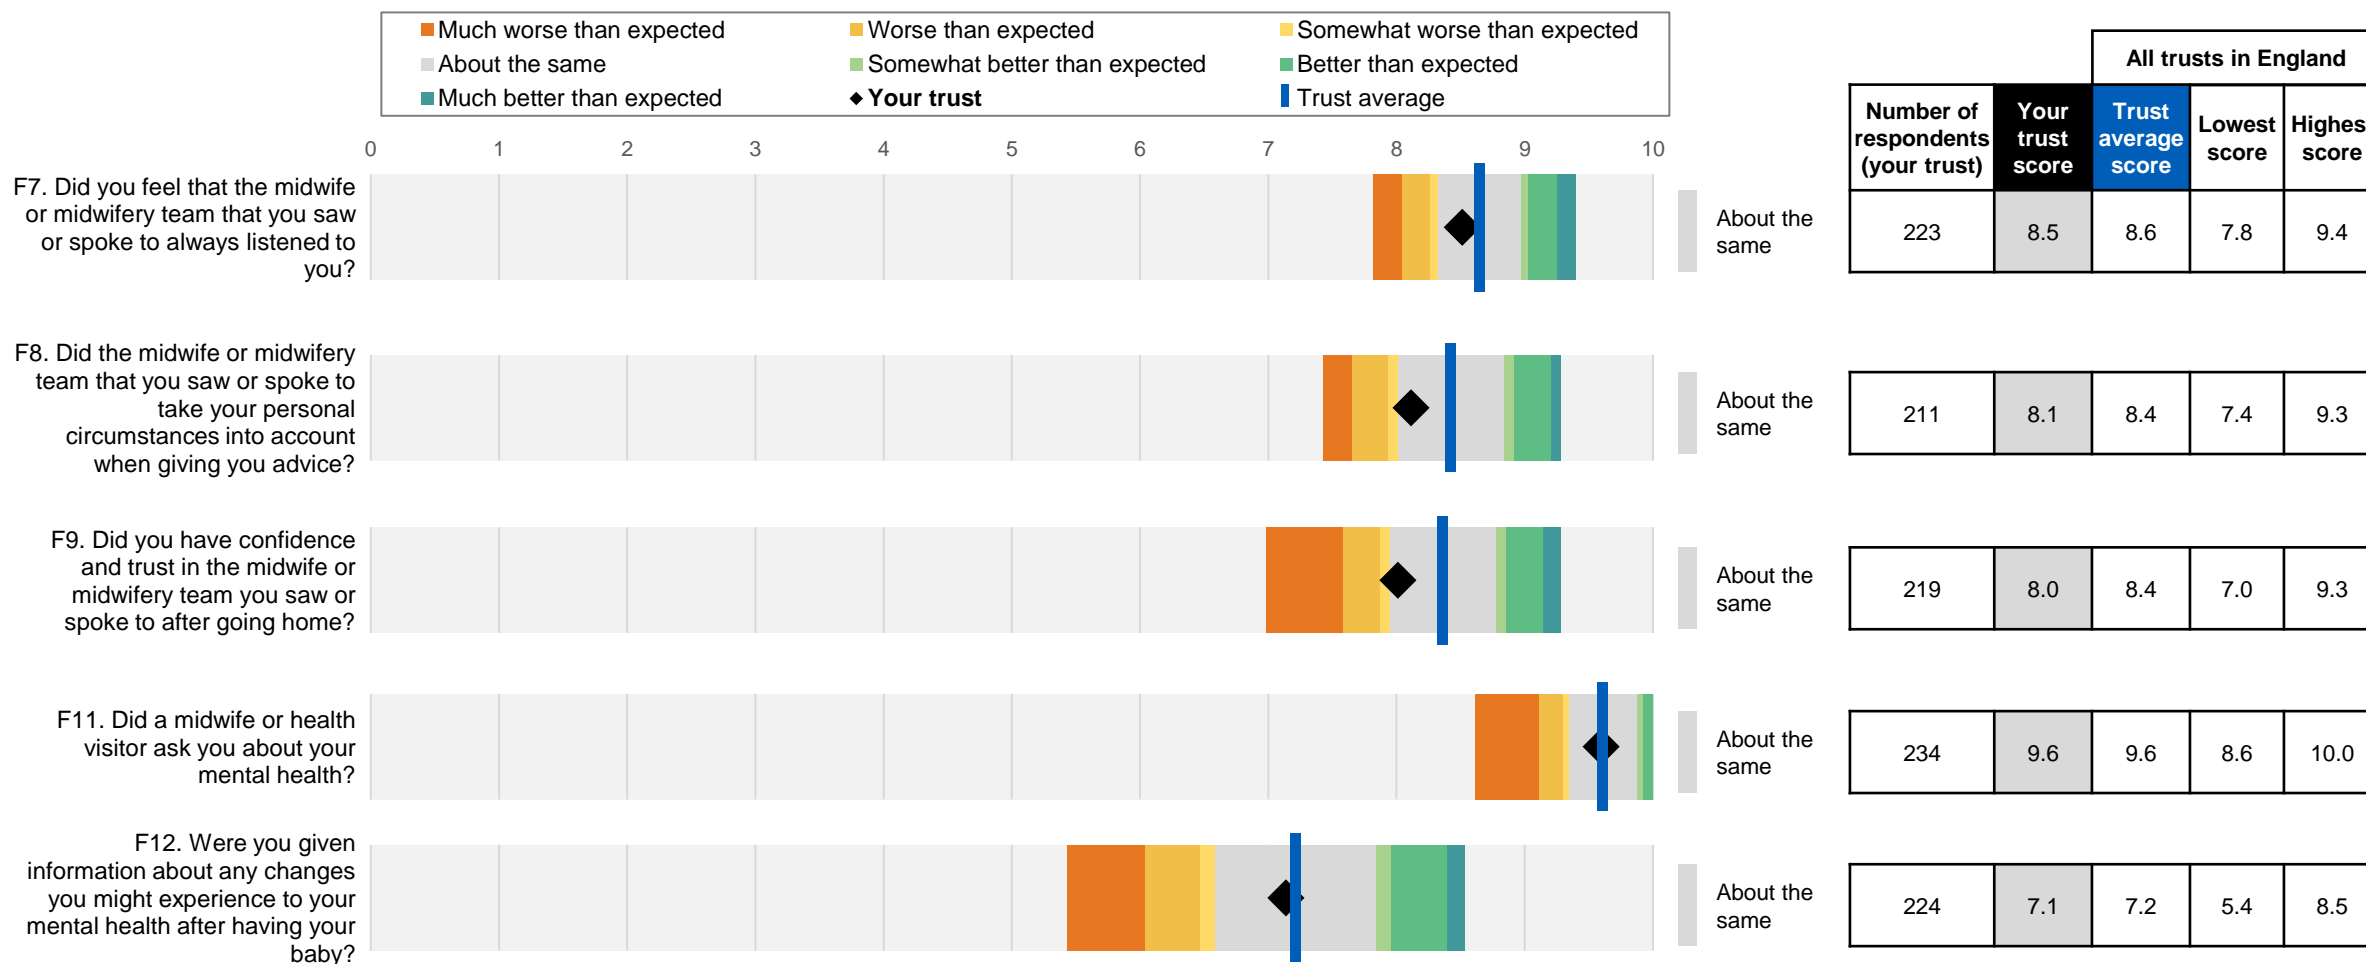 Much worse than expected
Worse than expected
Somewhat worse than expected
About the same
Somewhat better than expected
Better than expected
Much better than expected
Your trust
Trust average
All trusts in England
Number of
respondents
(your trust)
Your
trust
score
Trust
average
score
Lowest
score
Highes
score
0 1 2 3 4 5 6 7 8 9 10
F7. Did you feel that the midwife
or midwifery team that you saw
or spoke to always listened to
you?
About the
same
223 8.5 8.6 7.8 9.4
F8. Did the midwife or midwifery
team that you saw or spoke to
take your personal
circumstances into account
when giving you advice?
About the
same
211 8.1 8.4 7.4 9.3
F9. Did you have confidence
and trust in the midwife or
midwifery team you saw or
spoke to after going home?
About the
same
219 8.0 8.4 7.0 9.3
F11. Did a midwife or health
visitor ask you about your
mental health?
About the
same
234 9.6 9.6 8.6 10.0
F12. Were you given
information about any changes
you might experience to your
mental health after having your
baby?
About the
same
224 7.1 7.2 5.4 8.5